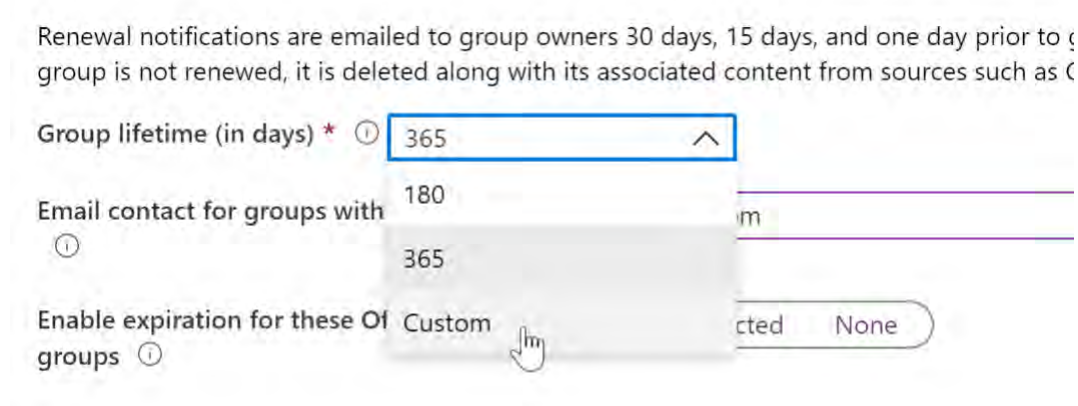 Renewal notifications are emailed to group owners 30 days, 15 days, and one day prior to
group is not renewed, it is deleted along with its associated content from sources such as
Group lifetime (in days) * 365
180
Email contact for groups with m
365
Enable expiration for these Of Custom cted None
groups